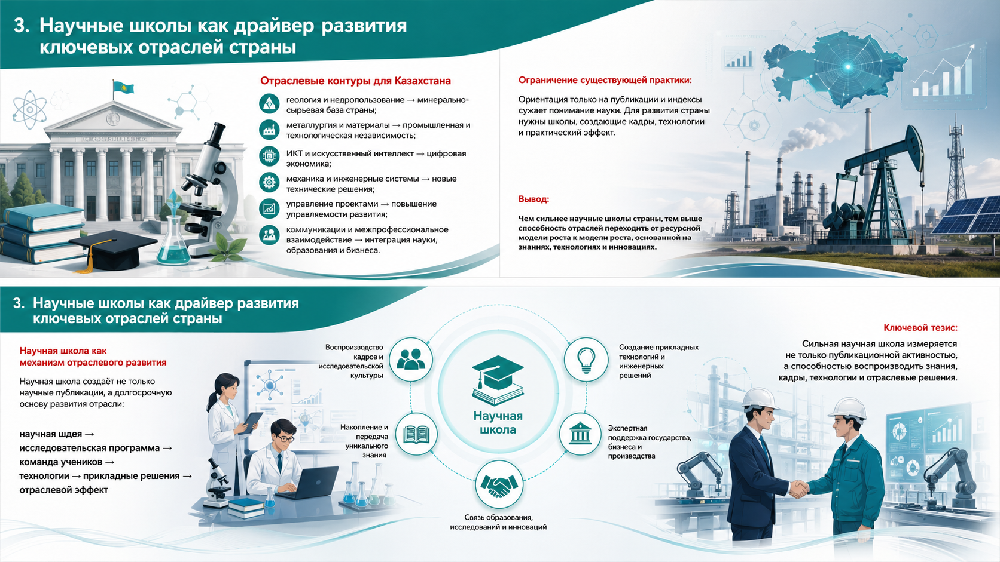 3. Научные школы как драйвер развития
ключевых отраслей страны
Отраслевые контуры для Казахстана
геология и недропользование → минерально-
сырьевая база страны;
металлургия и материалы → промышленная и
технологическая независимость;
ИКТ и искусственный интеллект → цифровая
экономика;
механика и инженерные системы → новые
технические решения;
управление проектами → повышение
управляемости развития;
коммуникации и межпрофессиональное
взаимодействие → интеграция науки,
образования и бизнеса.
Ограничение существующей практики:
Ориентация только на публикации и индексы
сужает понимание науки. Для развития страны
нужны школы, создающие кадры, технологии
и практический эффект.
Вывод:
Чем сильнее научные школы страны, тем выше
способность отраслей переходить от ресурсной
модели роста к модели роста, основанной на
знаниях, технологиях и инновациях.
3. Научные школы как драйвер развития
ключевых отраслей страны
Научная школа как
механизм отраслевого развития
Научная школа создаёт не только
научные публикации, а долгосрочную
основу развития отрасли:
научная шдея →
исследовательская программа →
команда учеников →
технологии → прикладные решения →
отраслевой эффект
Воспроизводство
кадров и
исследовательской
культуры
Накопление и
передача
уникального
знания
Научная
школа
Связь образования,
исследований и инноваций
Создание прикладных
технологий и
инженерных
решений
Экспертная
поддержка государства,
бизнеса и
производства
Ключевой тезис:
Сильная научная школа измеряется
не только публикационной активностью,
а способностью воспроизводить знания,
кадры, технологии и отраслевые решения.